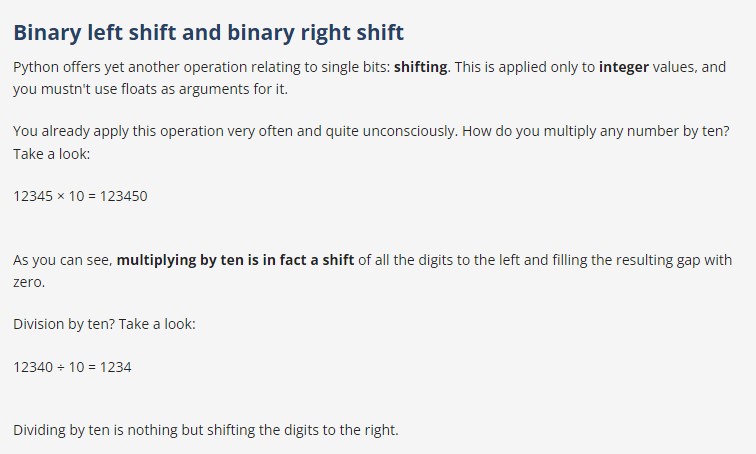 Binary left shift and binary right shift
Python offers yet another operation relating to single bits: shifting. This is applied only to integer values, and
you mustn't use floats as arguments for it.
You already apply this operation very often and quite unconsciously. How do you multiply any number by ten?
Take a look:
12345 × 10 = 123450
As you can see, multiplying by ten is in fact a shift of all the digits to the left and filling the resulting gap with
zero.
Division by ten? Take a look:
12340 ÷ 10 = 1234
Dividing by ten is nothing but shifting the digits to the right.